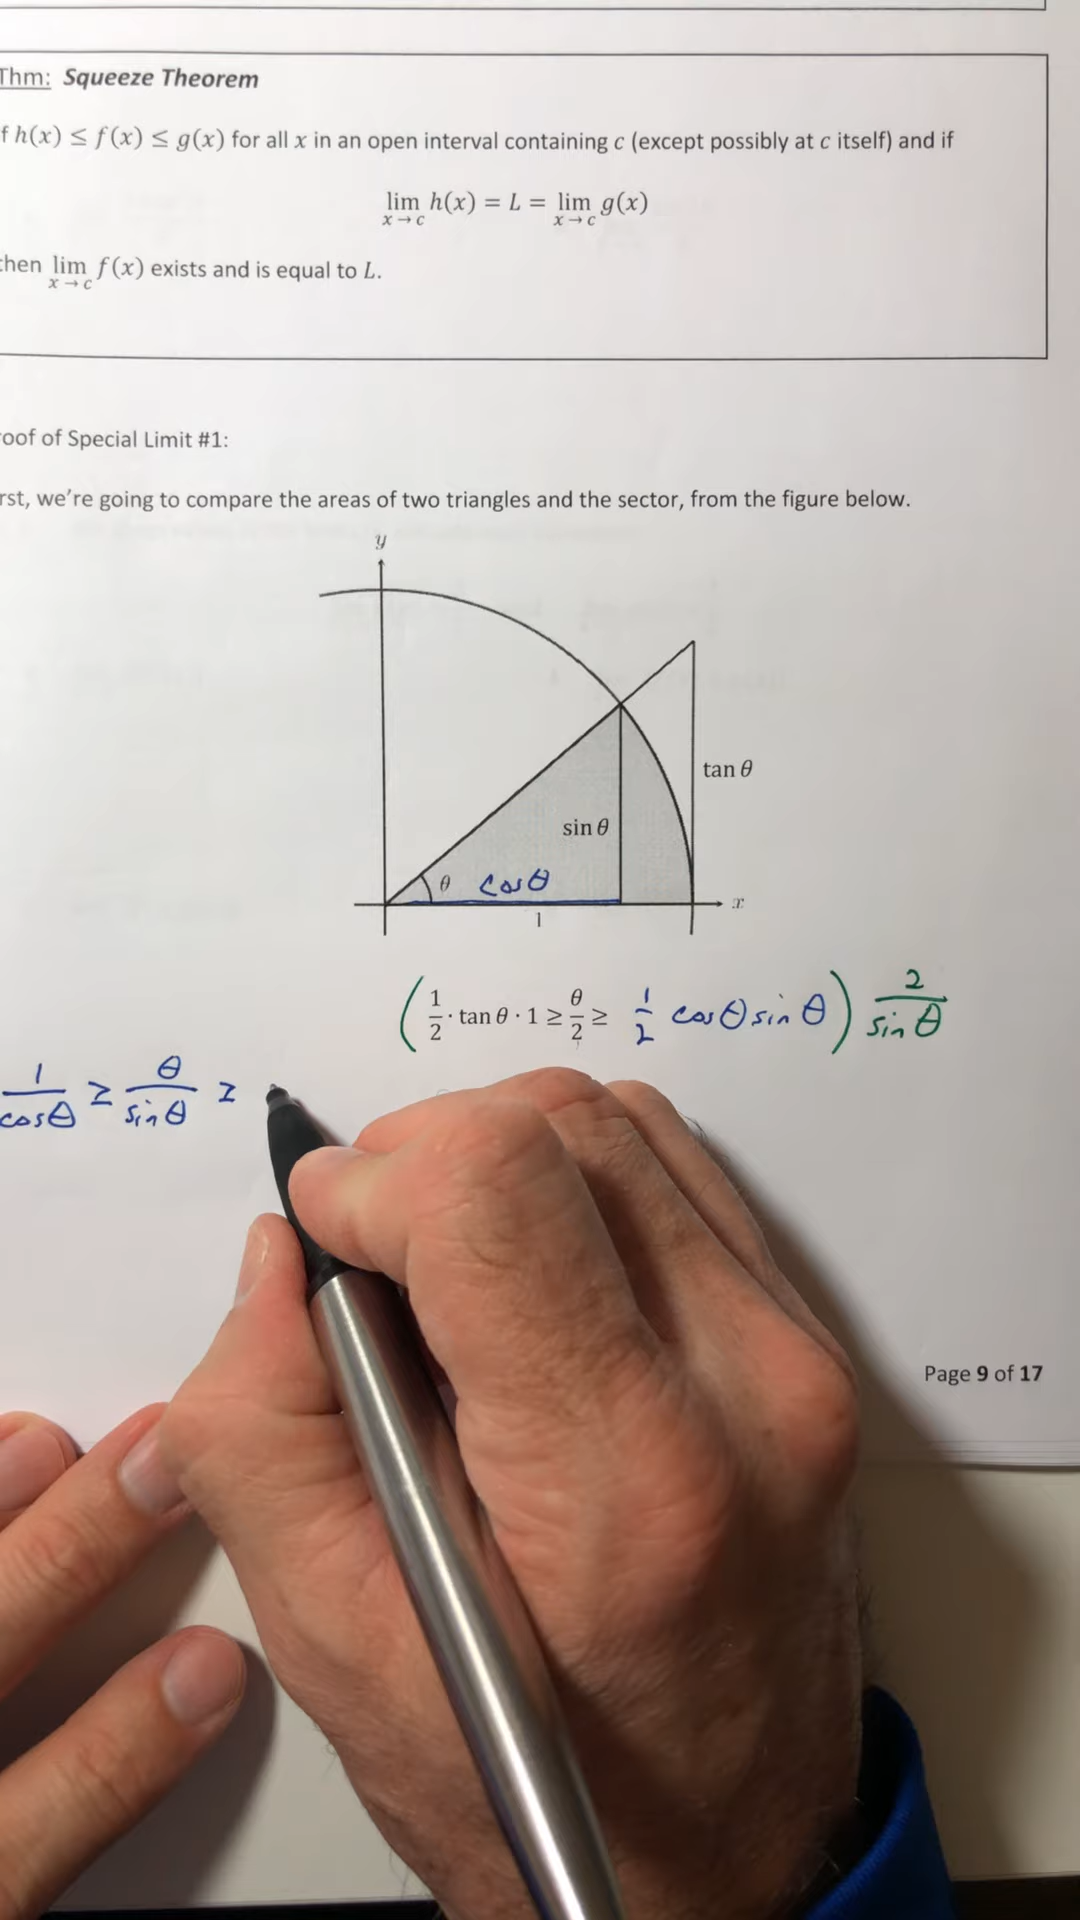 Thm: Squeeze Theorem
f h(x) ≤ f(x) ≤ g(x) for all x in an open interval containing c (except possibly at c itself) and if
lim h(x) = L = lim g(x)
x→c x→c
then lim f(x) exists and is equal to L.
x→c
oof of Special Limit #1:
rst, we're going to compare the areas of two triangles and the sector, from the figure below.
y
tan θ
sin θ
θ cosθ
x
1
(1/2 · tan θ · 1 ≥ θ/2 ≥ 1/2 cosθ sin θ) 2/sin θ
1/cosθ ≥ θ/sin θ ≥
Page 9 of 17